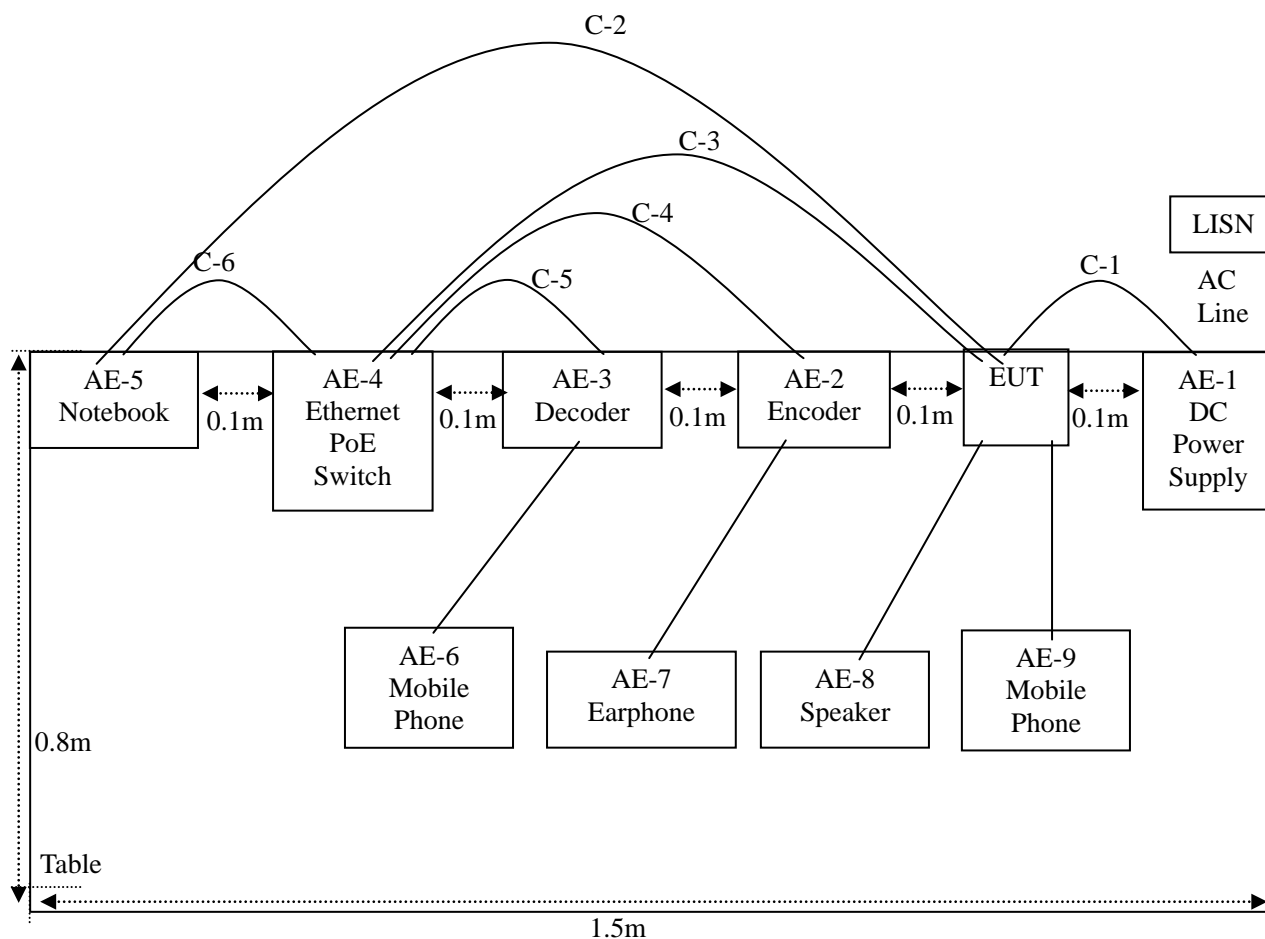 C-2
C-3
C-4
LISN
C-6
C-5
C-1
AC
Line
AE-5
Notebook
0.1m
AE-4
Ethernet
PoE
Switch
0.1m
AE-3
Decoder
0.1m
AE-2
Encoder
0.1m
EUT
0.1m
AE-1
DC
Power
Supply
AE-6
Mobile
Phone
AE-7
Earphone
AE-8
Speaker
AE-9
Mobile
Phone
0.8m
Table
1.5m